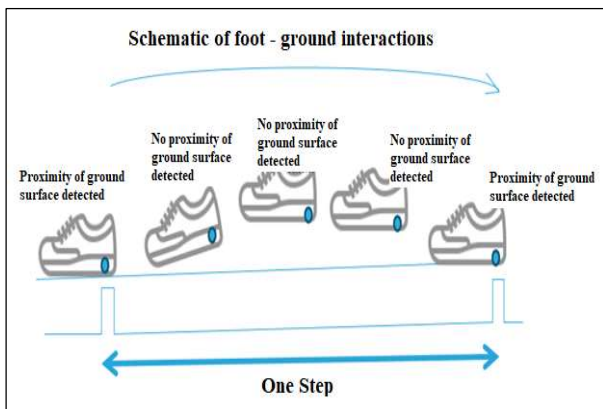 Schematic of foot - ground interactions
Proximity of ground
surface detected
No proximity of
ground surface
detected
No proximity of
ground surface
detected
No proximity of
ground surface
detected
Proximity of ground
surface detected
One Step